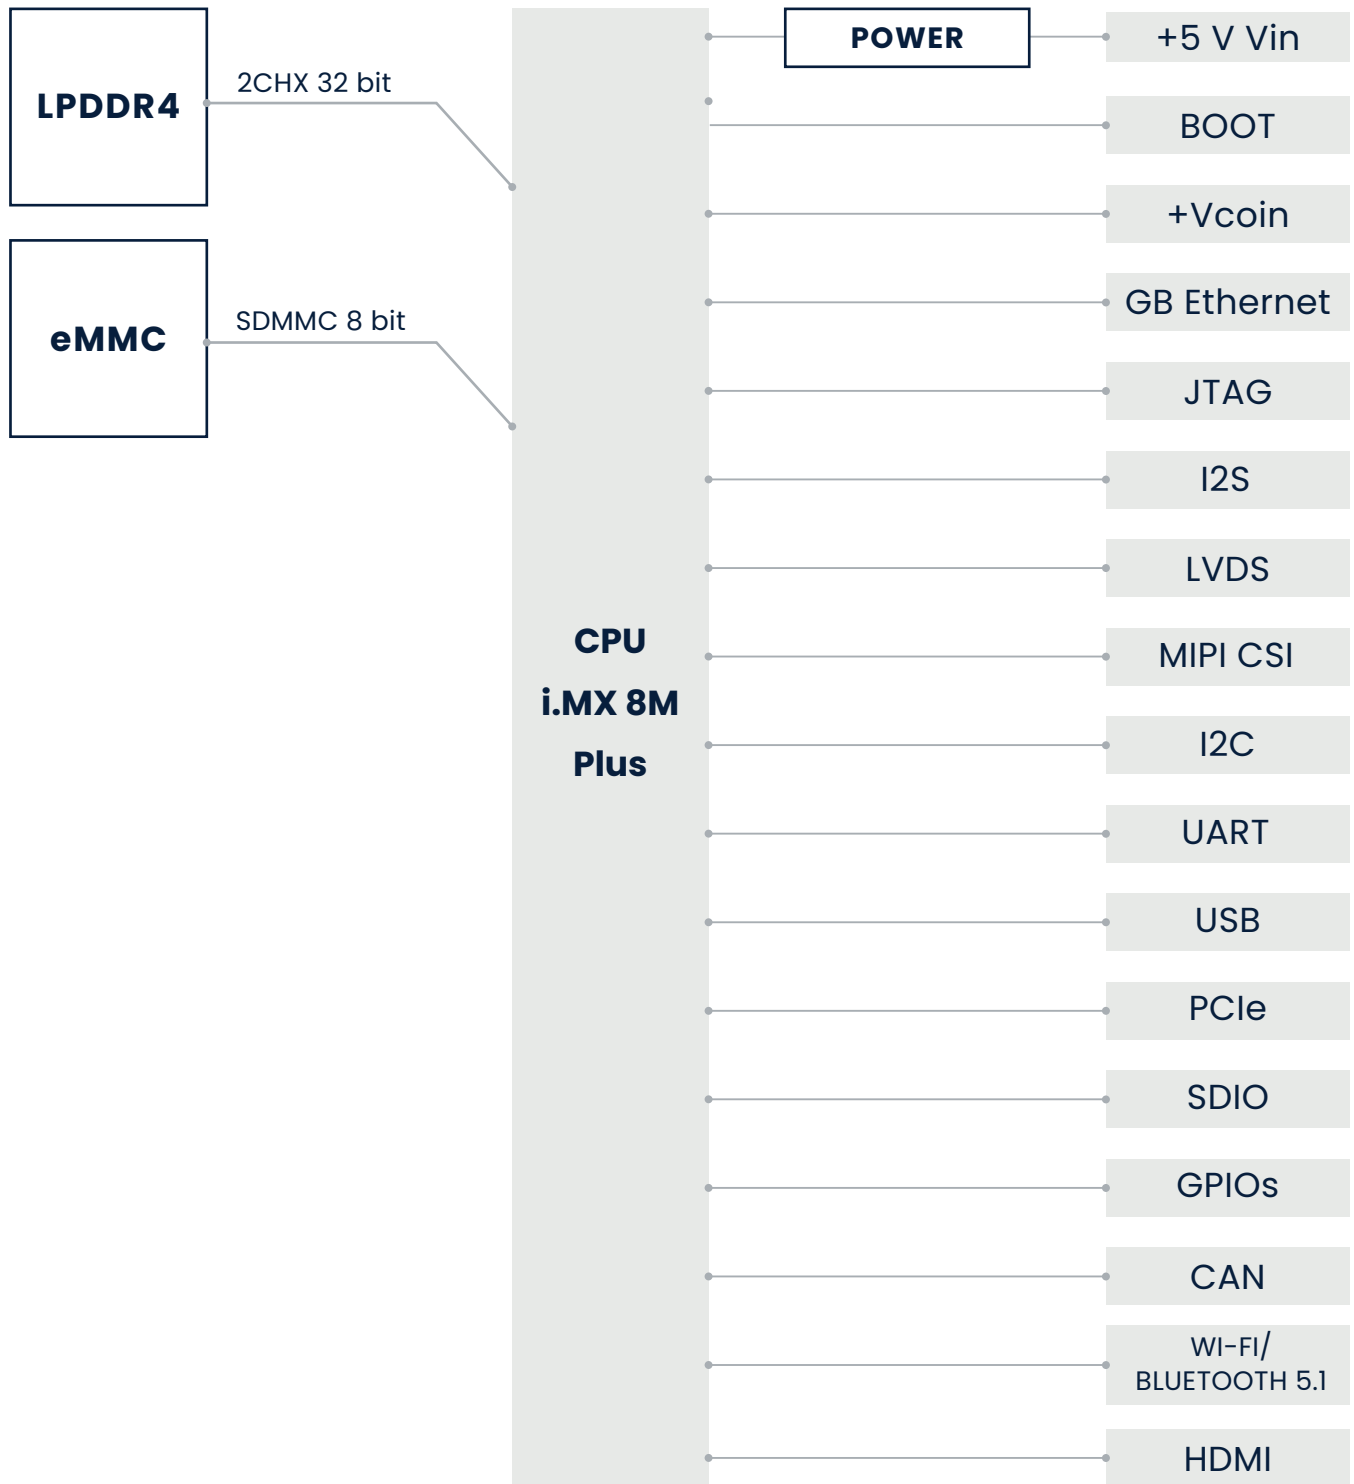 LPDDR4
2CHX 32 bit
eMMC
SDMMC 8 bit
CPU
i.MX 8M
Plus
POWER
+5 V Vin
BOOT
+Vcoin
GB Ethernet
JTAG
I2S
LVDS
MIPI CSI
I2C
UART
USB
PCIe
SDIO
GPIOs
CAN
WI-FI/
BLUETOOTH 5.1
HDMI